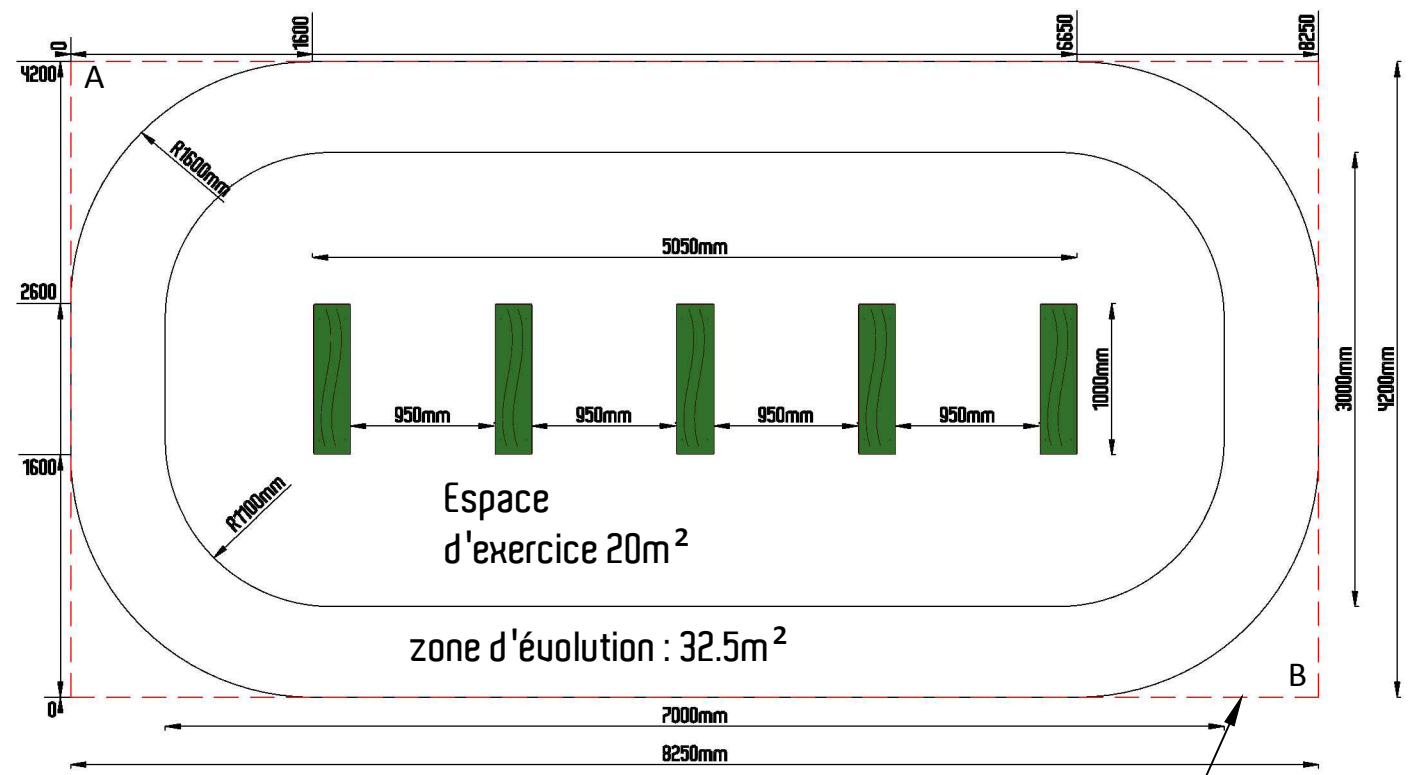 0
1600
6650
8250
4200
A
R1600mm
5050mm
2600
1000mm
3000mm
4200mm
950mm
950mm
950mm
950mm
1600
R1100mm
Espace
d'exercice 20m²
zone d'évolution : 32.5m²
B
0
7000mm
8250mm